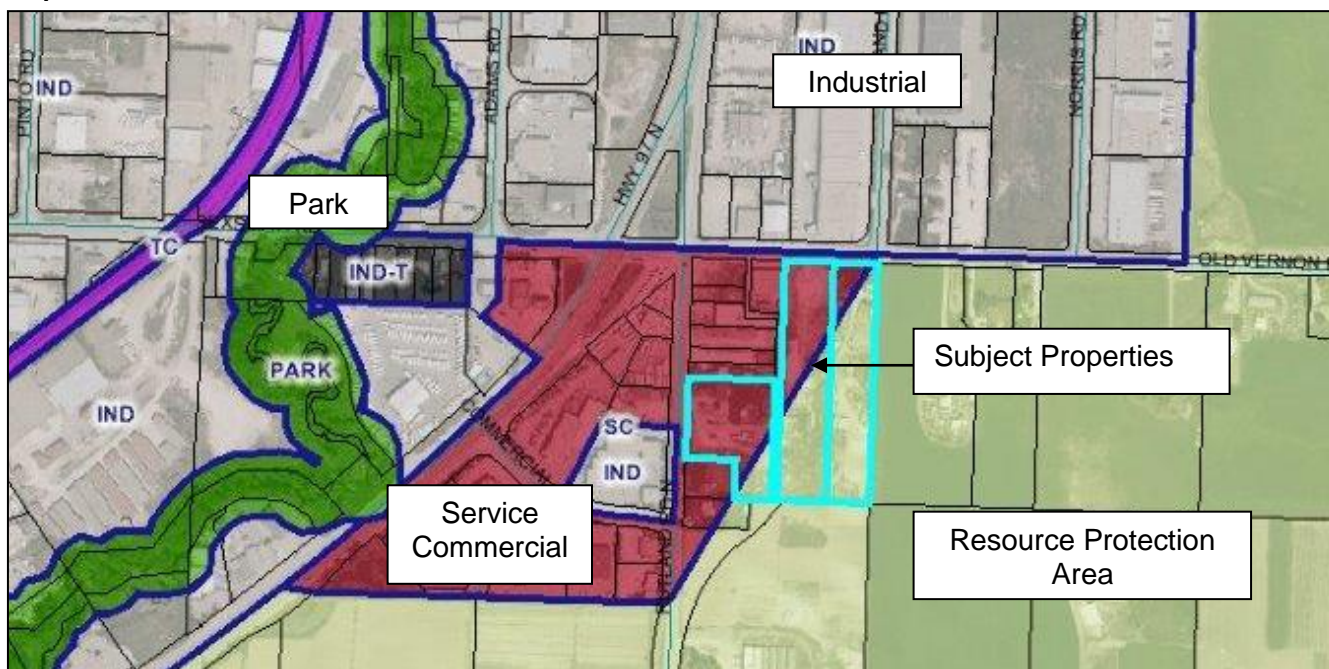 IND
PINTO RD
ADAMS RD
HWY 97 N
IND
Industrial
NORRIS RD
Park
TC
IND-T
OLD VERNON
Subject Properties
PARK
IND
COMMERCIAL
SC
IND
Service
Commercial
Resource Protection
Area